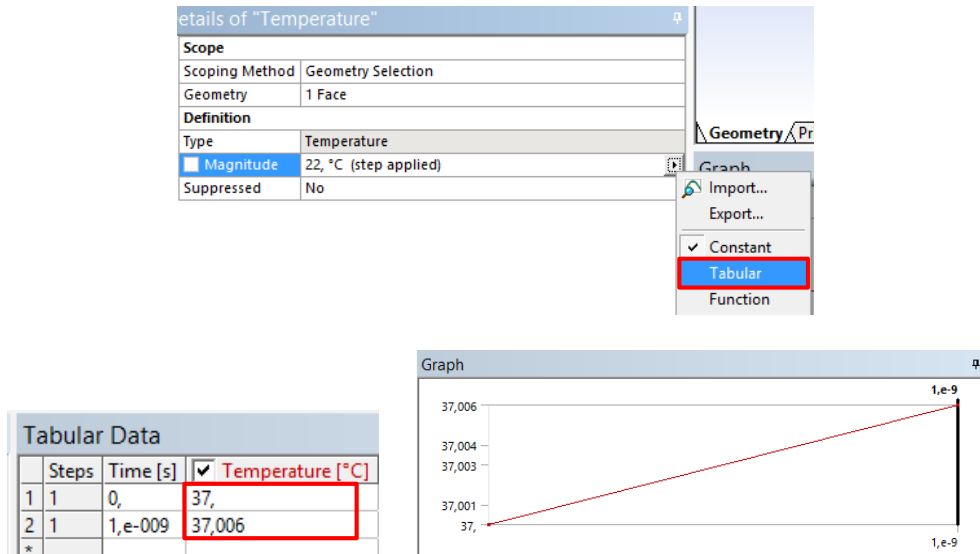 etails of "Temperature"
Scope
Scoping Method Geometry Selection
Geometry 1 Face
Definition
Type Temperature
Magnitude 22, °C (step applied)
Suppressed No
Geometry Pr
Graph
Import...
Export...
Constant
Tabular
Function
Tabular Data
Steps Time [s] Temperature [°C]
1 1 0, 37,
2 1 1,e-009 37,006
*
Graph
1,e-9
37,006
37,004
37,003
37,001
37,
1,e-9